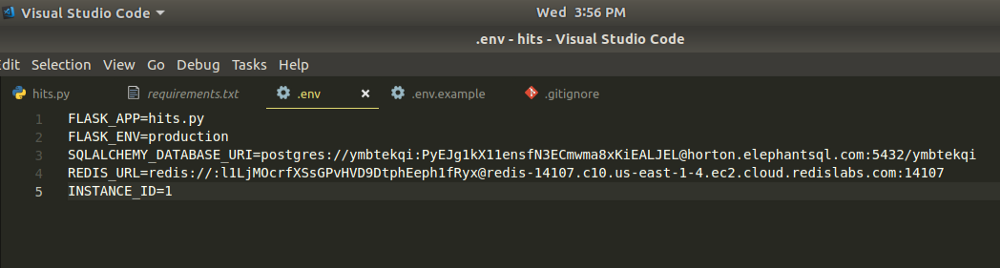 Visual Studio Code
Wed 3:56 PM
.env - hits - Visual Studio Code
Edit Selection View Go Debug Tasks Help
hits.py requirements.txt .env × .env.example .gitignore
1 FLASK_APP=hits.py
2 FLASK_ENV=production
3 SQLALCHEMY_DATABASE_URI=postgres://ymbtekqi:PyEJg1kX11ensfN3ECmwma8xKiEALJEL@horton.elephantsql.com:5432/ymbtekqi
4 REDIS_URL=redis://:l1LjMOcrfXSsGPvHVD9DtphEeph1fRyx@redis-14107.c10.us-east-1-4.ec2.cloud.redislabs.com:14107
5 INSTANCE_ID=1